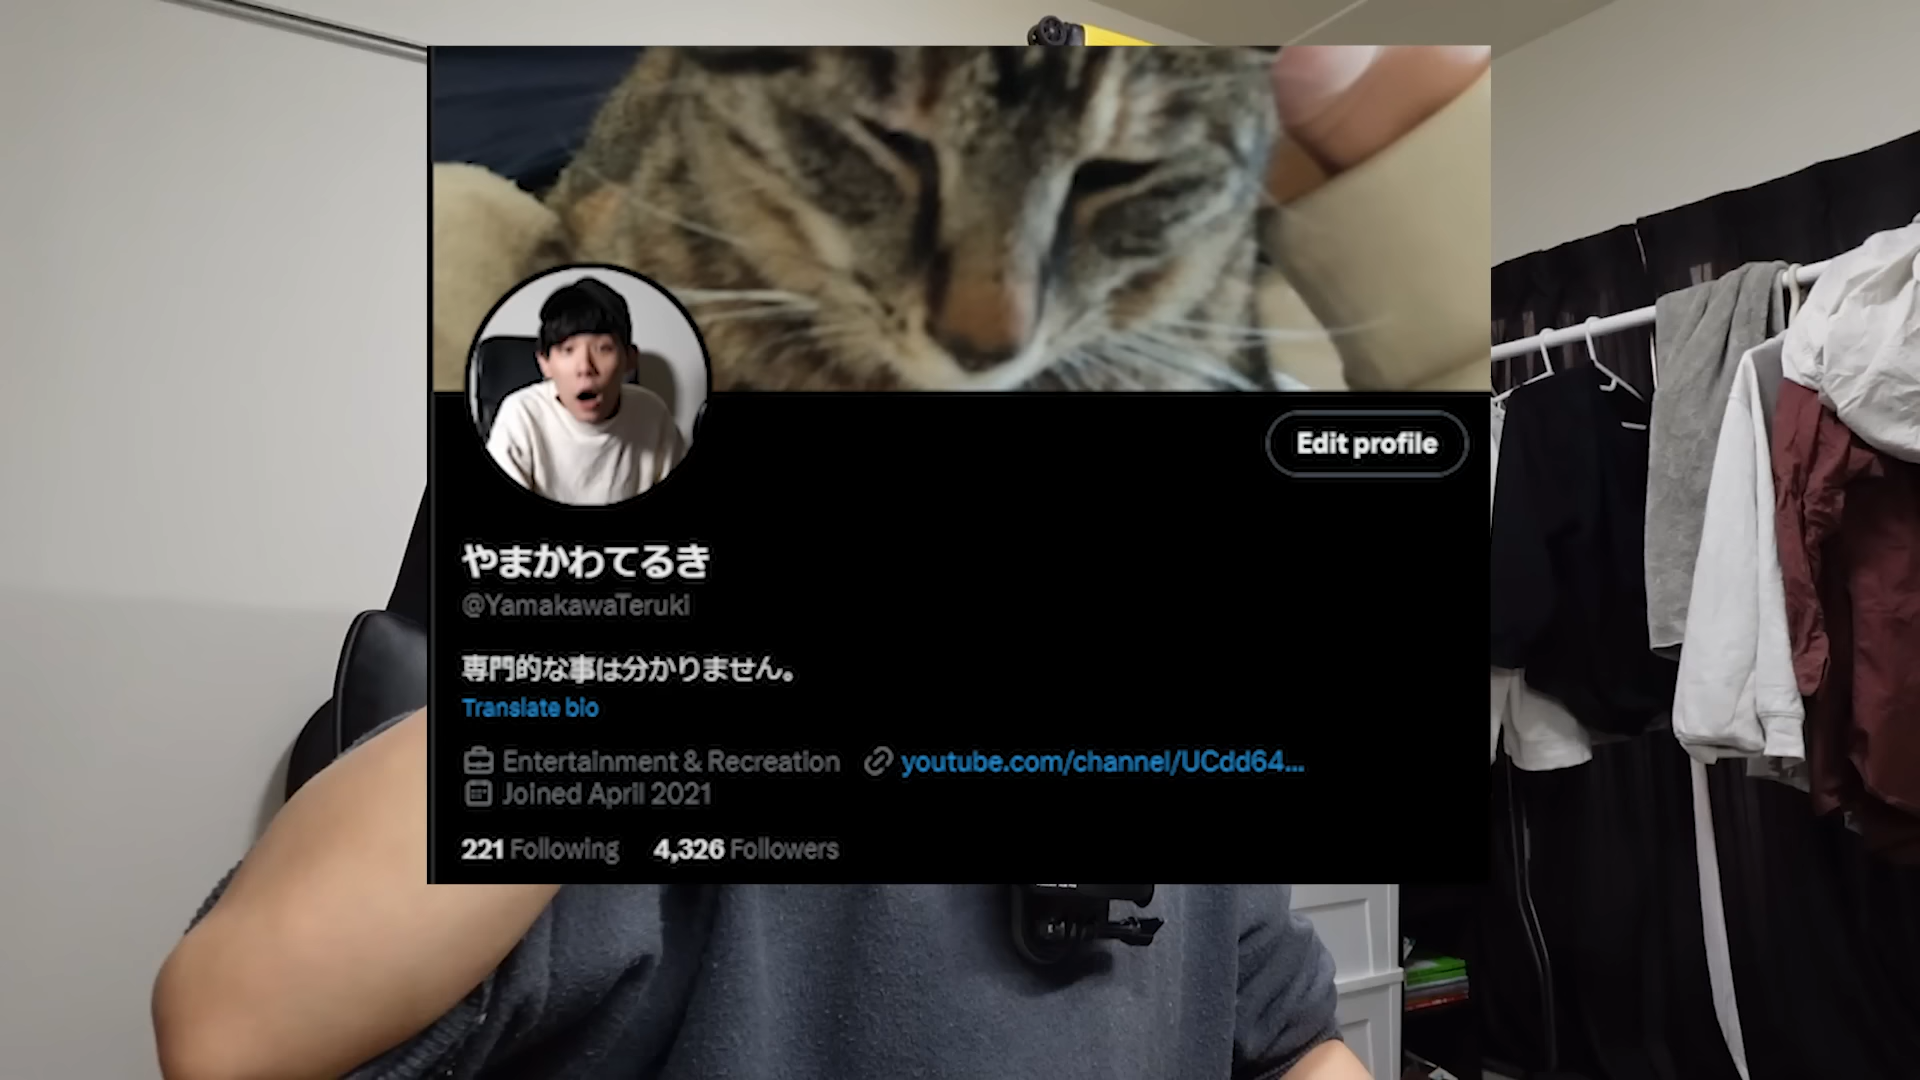 Edit profile
やまかわてるき
@YamakawaTeruki
専門的な事は分かりません。
Translate bio
Entertainment & Recreation youtube.com/channel/UCdd64...
Joined April 2021
221 Following 4,326 Followers